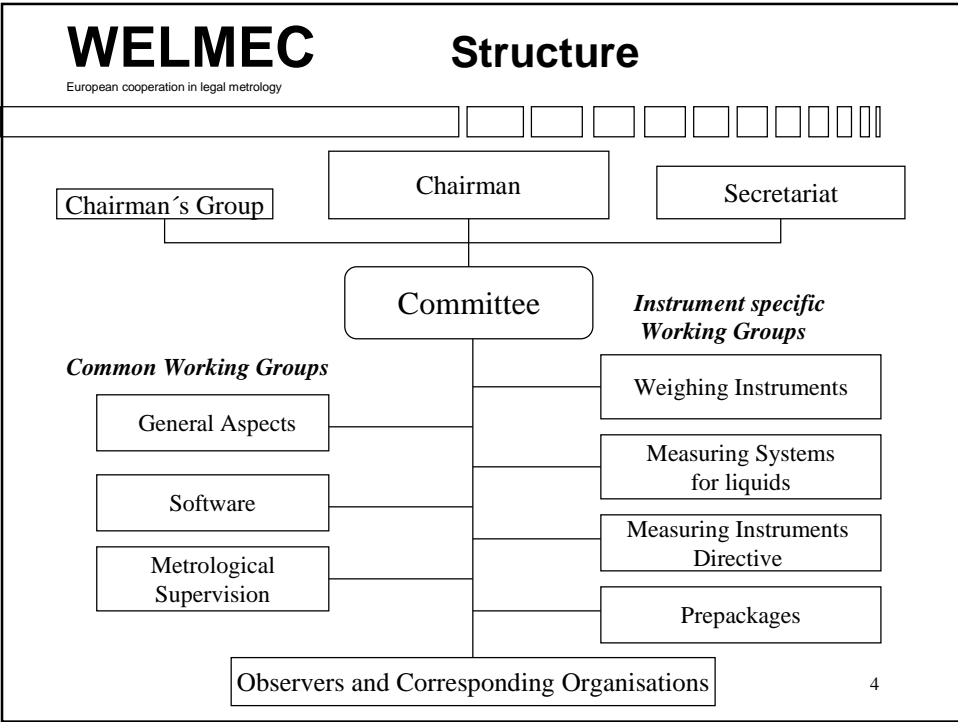 WELMEC
Structure
European cooperation in legal metrology
Chairman
Chairman´s Group
Secretariat
Committee
Instrument specific
Working Groups
Common Working Groups
Weighing Instruments
General Aspects
Measuring Systems
for liquids
Software
Measuring Instruments
Directive
Metrological
Supervision
Prepackages
Observers and Corresponding Organisations
4